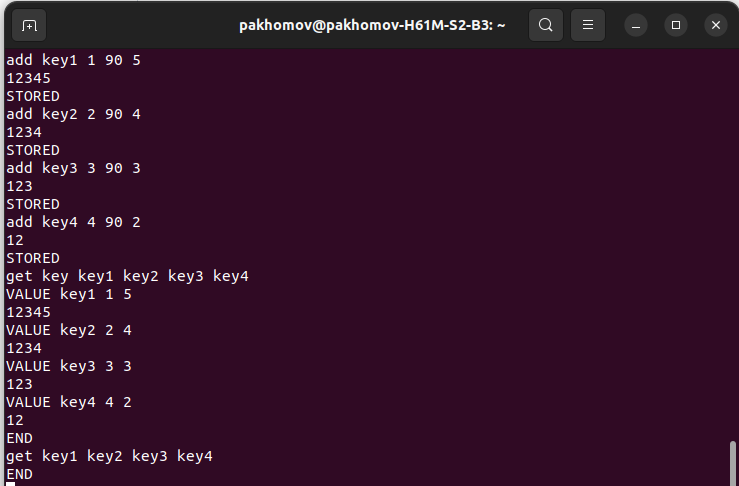 pakhomov@pakhomov-H61M-S2-B3: ~
add key1 1 90 5
12345
STORED
add key2 2 90 4
1234
STORED
add key3 3 90 3
123
STORED
add key4 4 90 2
12
STORED
get key key1 key2 key3 key4
VALUE key1 1 5
12345
VALUE key2 2 4
1234
VALUE key3 3 3
123
VALUE key4 4 2
12
END
get key1 key2 key3 key4
END